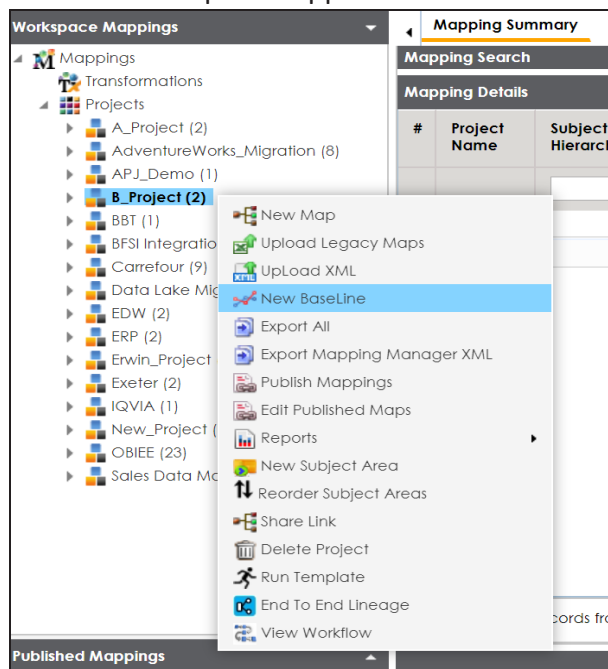 Workspace Mappings
Mappings
Transformations
Projects
A_Project (2)
AdventureWorks_Migration (8)
APJ_Demo (1)
B_Project (2)
BBT (1)
BFSI Integratio
Carrefour (9)
Data Lake Mig
EDW (2)
ERP (2)
Erwin_Project
Exeter (2)
IQVIA (1)
New_Project (
OBIEE (23)
Sales Data Ma
Published Mappings
New Map
Upload Legacy Maps
UpLoad XML
New BaseLine
Export All
Export Mapping Manager XML
Publish Mappings
Edit Published Maps
Reports
New Subject Area
Reorder Subject Areas
Share Link
Delete Project
Run Template
End To End Lineage
View Workflow
Mapping Summary
Mapping Search
Mapping Details
# Project Name Subject Hierarch
cords fro